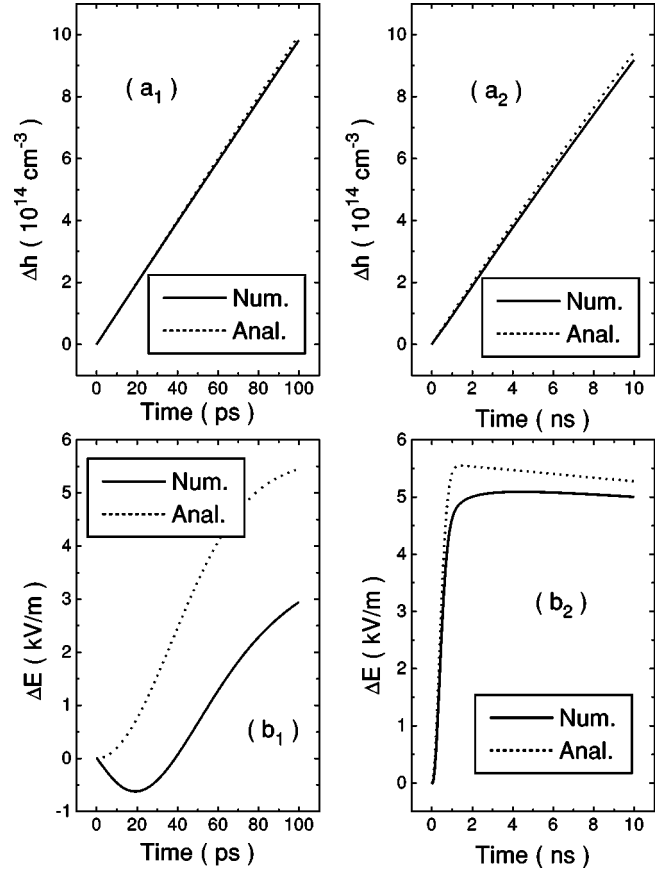 10
8
6
4
2
0
Δh ( 10¹⁴ cm⁻³ )
( a₁ )
Num.
Anal.
0 20 40 60 80 100
Time ( ps )
10
8
6
4
2
0
Δh ( 10¹⁴ cm⁻³ )
( a₂ )
Num.
Anal.
0 2 4 6 8 10
Time ( ns )
6
5
4
3
2
1
0
-1
ΔE ( kV/m )
Num.
Anal.
( b₁ )
0 20 40 60 80 100
Time ( ps )
6
5
4
3
2
1
0
ΔE ( kV/m )
( b₂ )
Num.
Anal.
0 2 4 6 8 10
Time ( ns )